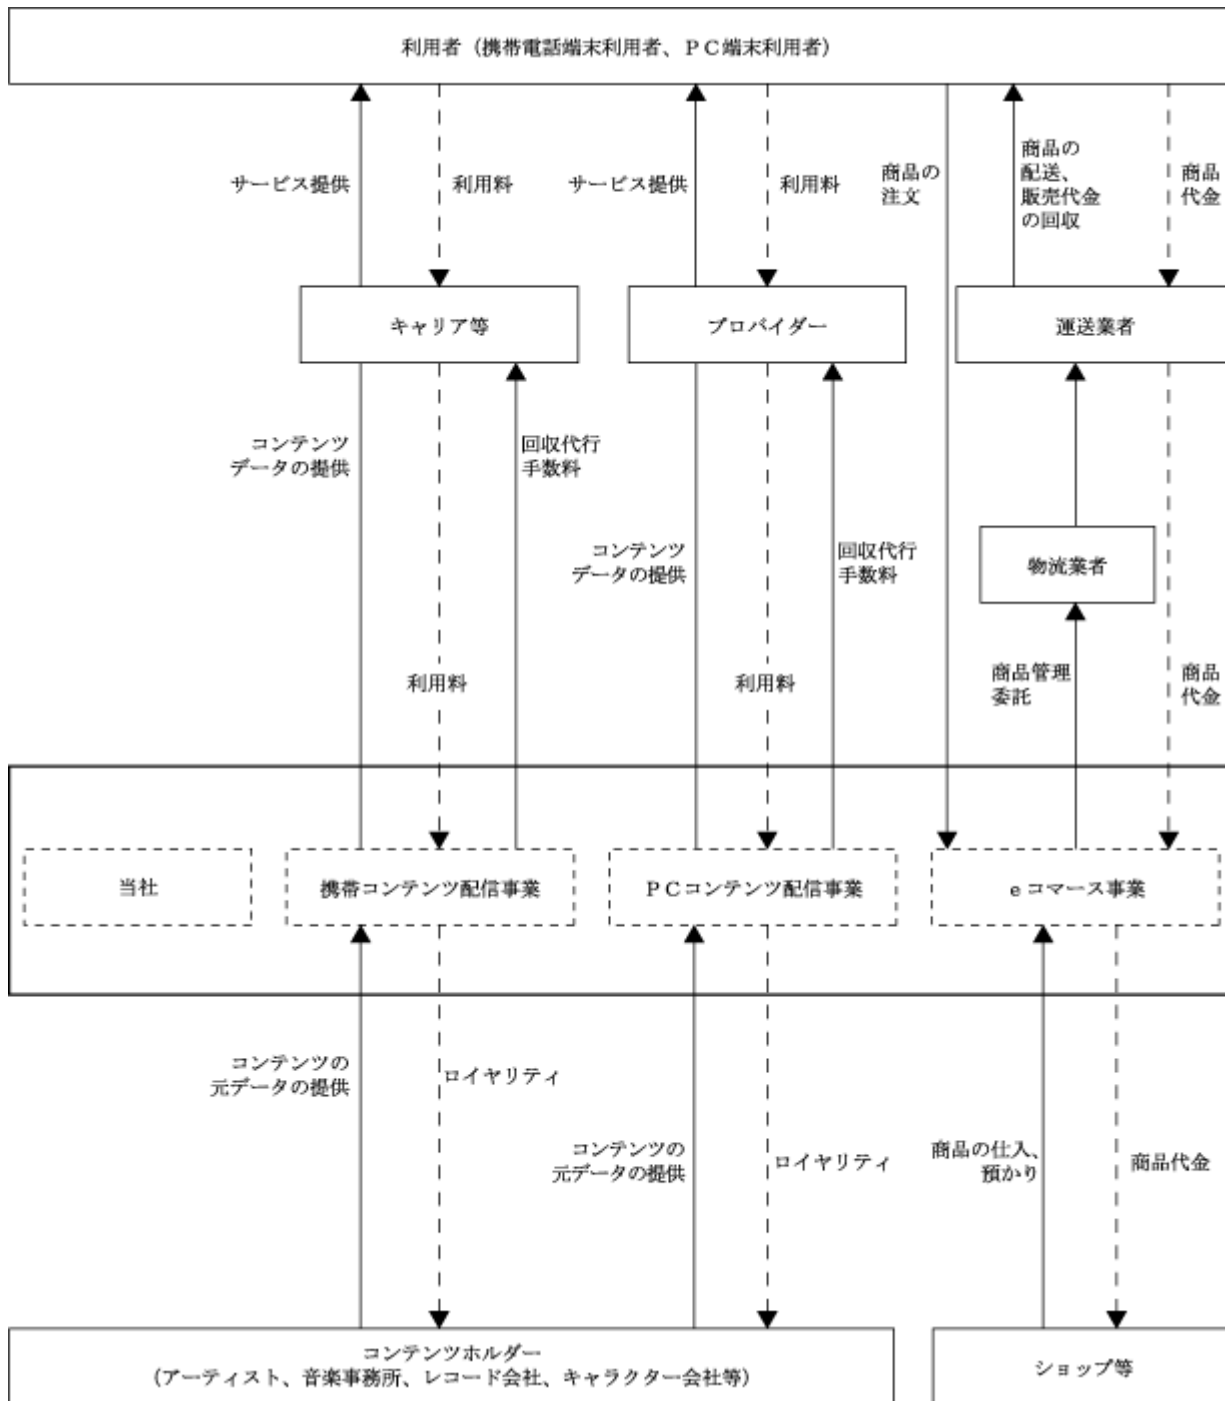 利用者（携帯電話端末利用者、ＰＣ端末利用者）
サービス提供
利用料
サービス提供
利用料
商品の
注文
商品の
配送、
販売代金
の回収
商品
代金
キャリア等
プロバイダー
運送業者
コンテンツ
データの提供
回収代行
手数料
コンテンツ
データの提供
回収代行
手数料
物流業者
利用料
利用料
商品管理
委託
商品
代金
当社
携帯コンテンツ配信事業
ＰＣコンテンツ配信事業
ｅコマース事業
コンテンツの
元データの提供
ロイヤリティ
コンテンツの
元データの提供
ロイヤリティ
商品の仕入、
預かり
商品代金
コンテンツホルダー
（アーティスト、音楽事務所、レコード会社、キャラクター会社等）
ショップ等